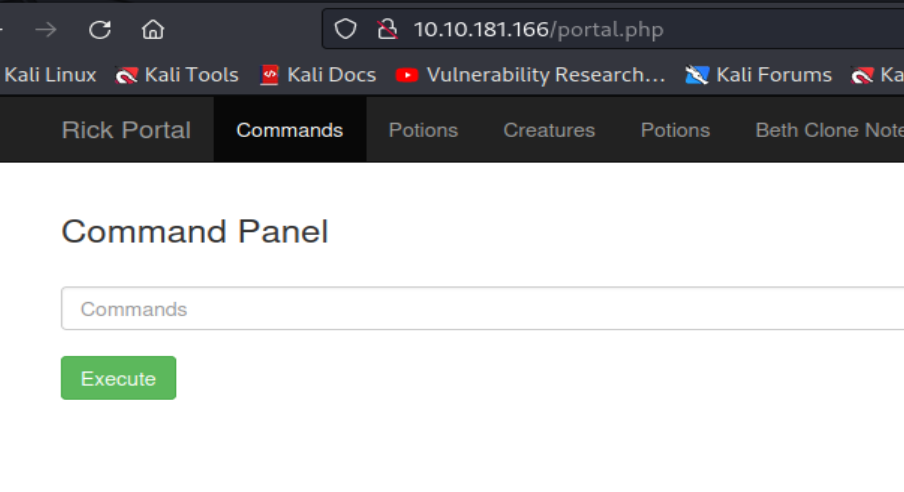 10.10.181.166/portal.php
Kali Linux Kali Tools Kali Docs Vulnerability Researc… Kali Forums Ka
Rick Portal Commands Potions Creatures Potions Beth Clone Note
Command Panel
Commands
Execute